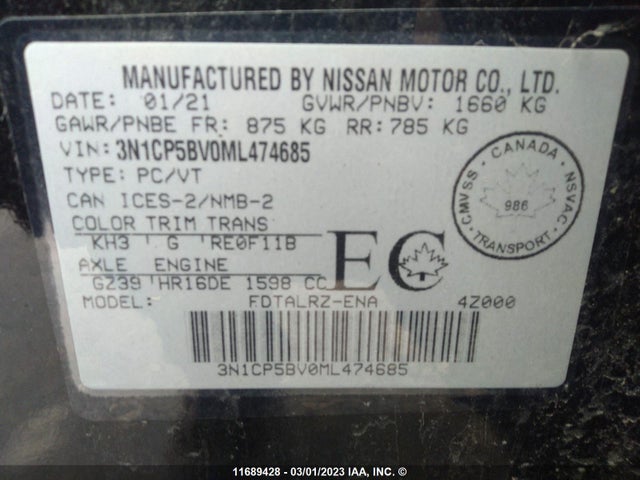 MANUFACTURED BY NISSAN MOTOR CO., LTD.
DATE: 01/21 GVWR/PNBV: 1660 KG
GAWR/PNBE FR: 875 KG RR: 785 KG
VIN: 3N1CP5BV0ML474685
TYPE: PC/VT
CAN ICES-2/NMB-2
COLOR TRIM TRANS
KH3 ' G 'RE0F11B
AXLE ENGINE
GZ39 'HR16DE 1598 CC
MODEL: FDTALRZ-ENA 4Z000
EC
CANADA
CMVSS · NSVAC
986
TRANSPORT
3N1CP5BV0ML474685
11689428 - 03/01/2023 IAA, INC. ©